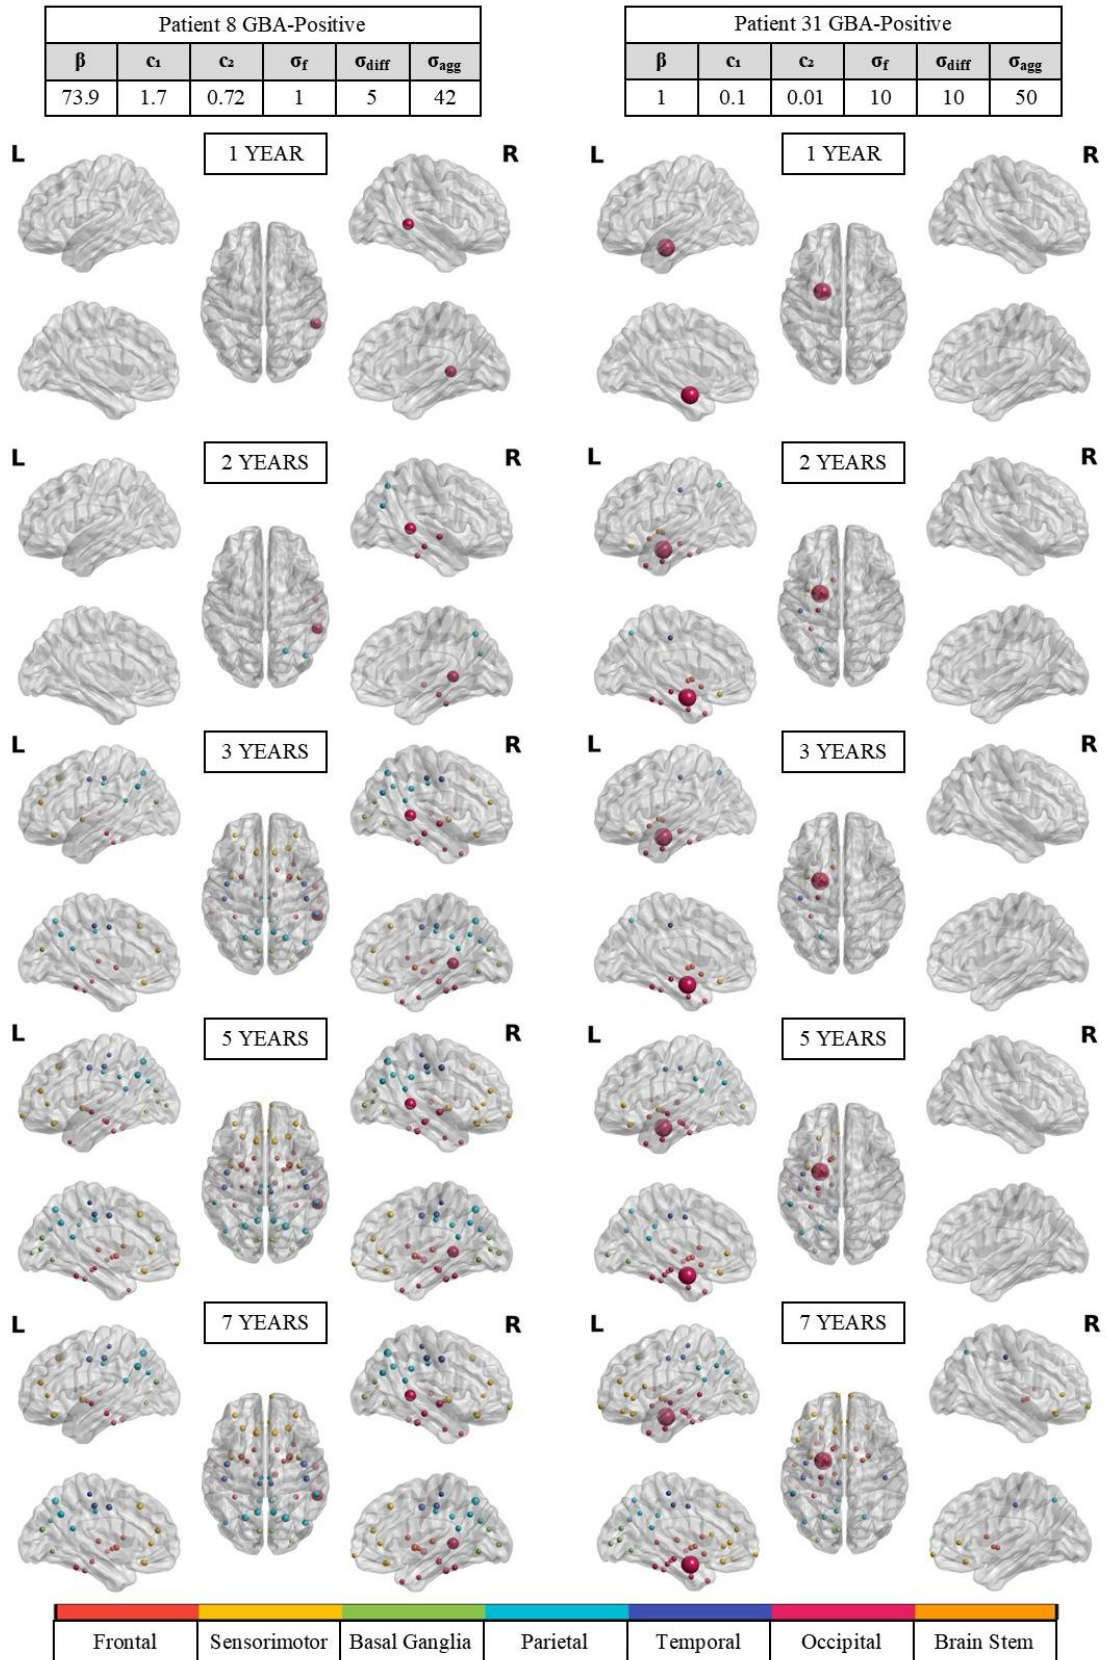 Patient 8 GBA-Positive
β c₁ c₂ σf σdiff σagg
73.9 1.7 0.72 1 5 42
Patient 31 GBA-Positive
β c₁ c₂ σf σdiff σagg
1 0.1 0.01 10 10 50
L 1 YEAR R L 1 YEAR R
L 2 YEARS R L 2 YEARS R
L 3 YEARS R L 3 YEARS R
L 5 YEARS R L 5 YEARS R
L 7 YEARS R L 7 YEARS R
Frontal Sensorimotor Basal Ganglia Parietal Temporal Occipital Brain Stem